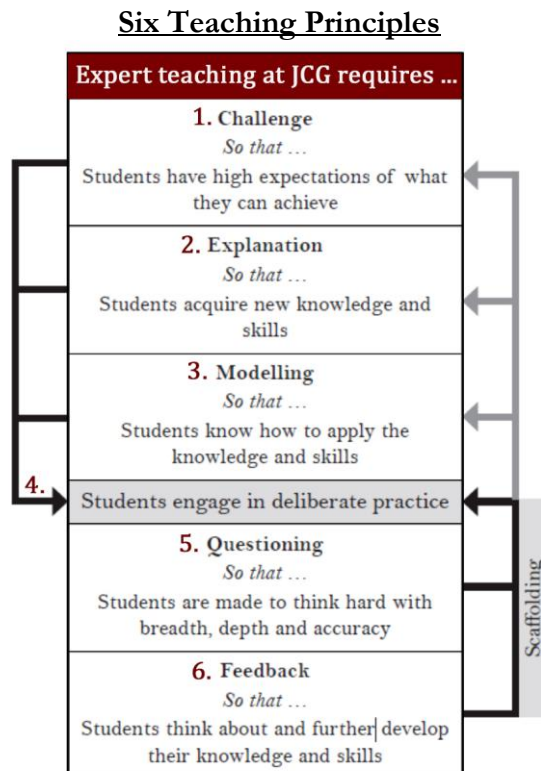 Six Teaching Principles
Expert teaching at JCG requires ...
1. Challenge
So that ...
Students have high expectations of what
they can achieve
2. Explanation
So that ...
Students acquire new knowledge and
skills
3. Modelling
So that ...
Students know how to apply the
knowledge and skills
4.
Students engage in deliberate practice
5. Questioning
So that ...
Students are made to think hard with
breadth, depth and accuracy
6. Feedback
So that ...
Students think about and further develop
their knowledge and skills
Scaffolding